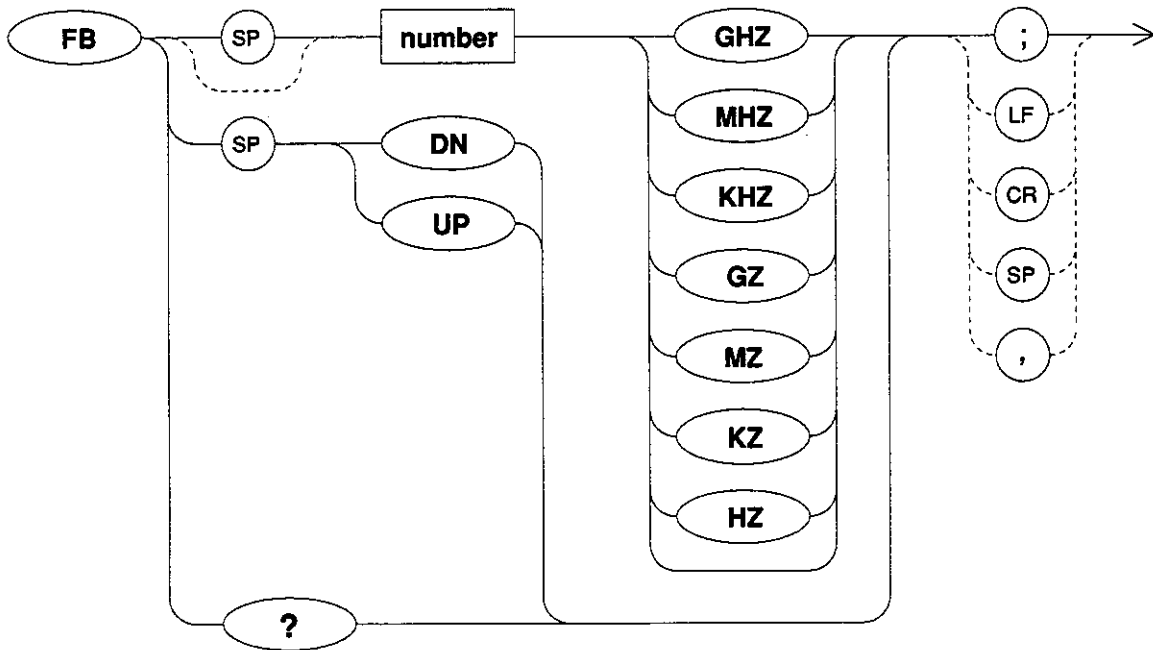 FB SP number GHZ ;
MHZ LF
SP DN
KHZ CR
UP
GZ SP
MZ ,
KZ
HZ
?